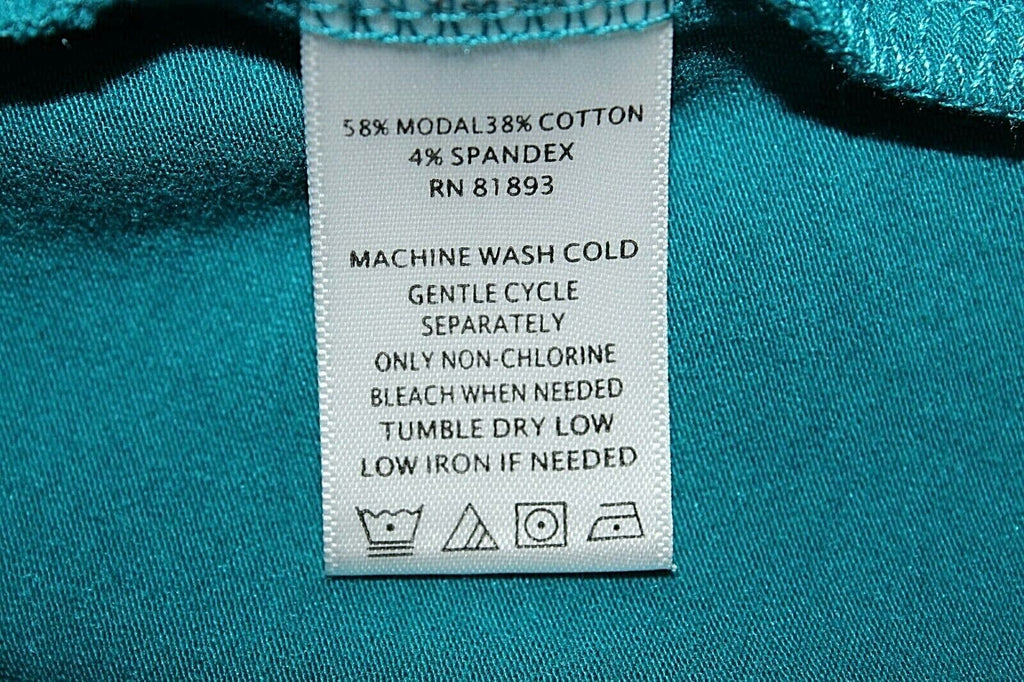 58% MODAL38% COTTON
4% SPANDEX
RN 81893
MACHINE WASH COLD
GENTLE CYCLE
SEPARATELY
ONLY NON-CHLORINE
BLEACH WHEN NEEDED
TUMBLE DRY LOW
LOW IRON IF NEEDED